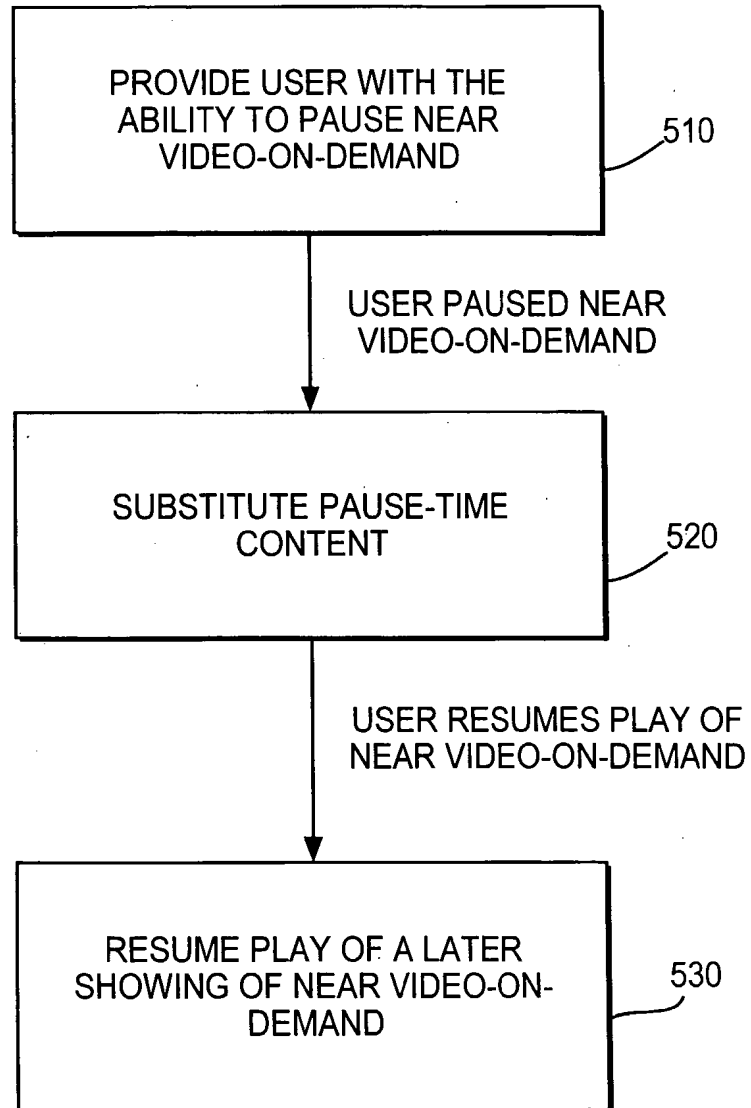 PROVIDE USER WITH THE
ABILITY TO PAUSE NEAR
VIDEO-ON-DEMAND
510
USER PAUSED NEAR
VIDEO-ON-DEMAND
SUBSTITUTE PAUSE-TIME
CONTENT
520
USER RESUMES PLAY OF
NEAR VIDEO-ON-DEMAND
RESUME PLAY OF A LATER
SHOWING OF NEAR VIDEO-ON-
DEMAND
530